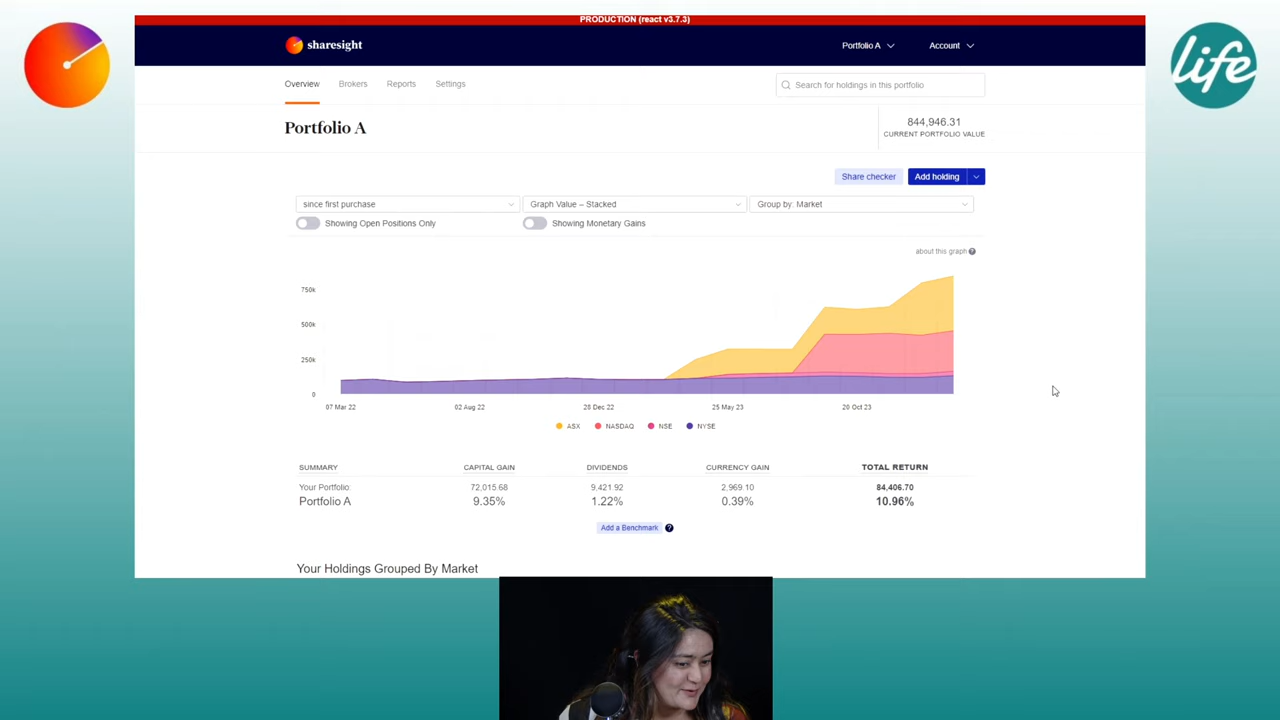 PRODUCTION (react v3.7.3)
sharesight
Portfolio A
Account
life
Overview
Brokers
Reports
Settings
Search for holdings in this portfolio
Portfolio A
844,946.31
CURRENT PORTFOLIO VALUE
Share checker
Add holding
since first purchase
Graph Value – Stacked
Group by: Market
Showing Open Positions Only
Showing Monetary Gains
about this graph ?
750k
500k
250k
0
07 Mar 22
02 Aug 22
28 Dec 22
25 May 23
20 Oct 23
ASX
NASDAQ
NSE
NYSE
SUMMARY
CAPITAL GAIN
DIVIDENDS
CURRENCY GAIN
TOTAL RETURN
Your Portfolio:
72,015.68
9,421.92
2,969.10
84,406.70
Portfolio A
9.35%
1.22%
0.39%
10.96%
Add a Benchmark ?
Your Holdings Grouped By Market